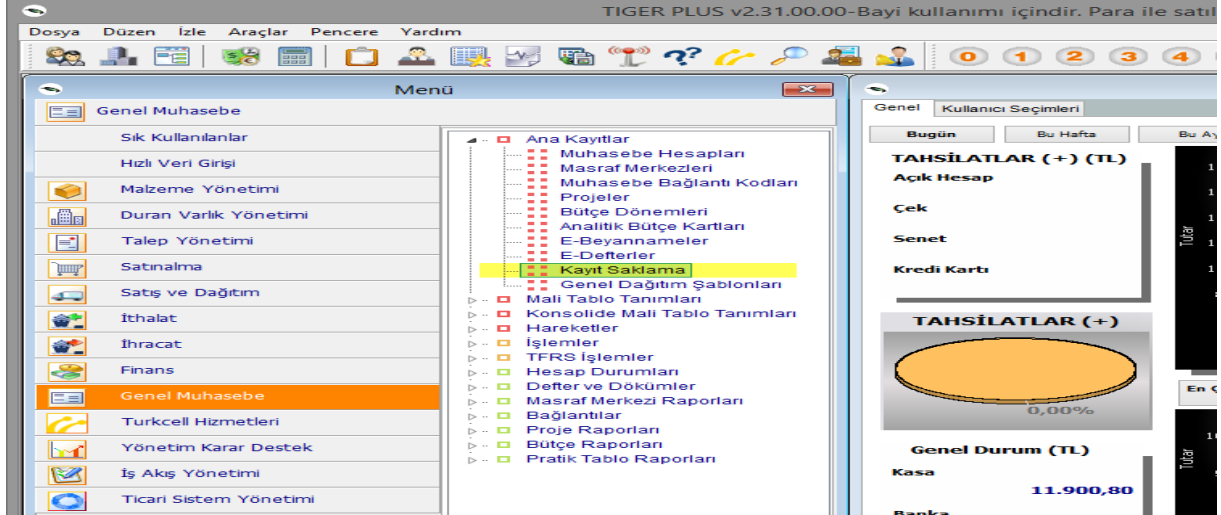 TIGER PLUS v2.31.00.00-Bayi kullanımı içindir. Para ile satıl
Dosya Düzen İzle Araçlar Pencere Yardım
0 1 2 3 4
Menü
Genel Muhasebe
Sık Kullanılanlar
Hızlı Veri Girişi
Malzeme Yönetimi
Duran Varlık Yönetimi
Talep Yönetimi
Satınalma
Satış ve Dağıtım
İthalat
İhracat
Finans
Genel Muhasebe
Turkcell Hizmetleri
Yönetim Karar Destek
İş Akış Yönetimi
Ticari Sistem Yönetimi
Ana Kayıtlar
Muhasebe Hesapları
Masraf Merkezleri
Muhasebe Bağlantı Kodları
Projeler
Bütçe Dönemleri
Analitik Bütçe Kartları
E-Beyannameler
E-Defterler
Kayıt Saklama
Genel Dağıtım Şablonları
Mali Tablo Tanımları
Konsolide Mali Tablo Tanımları
Hareketler
İşlemler
TFRS İşlemler
Hesap Durumları
Defter ve Dökümler
Masraf Merkezi Raporları
Bağlantılar
Proje Raporları
Bütçe Raporları
Pratik Tablo Raporları
Genel Kullanıcı Seçimleri
Bugün Bu Hafta Bu Ay
TAHSİLATLAR (+) (TL)
Açık Hesap
Çek
Senet
Kredi Kartı
Tutar
TAHSİLATLAR (+)
0,00%
En Ç
Genel Durum (TL)
Kasa
11.900,80
Banka
Tutar